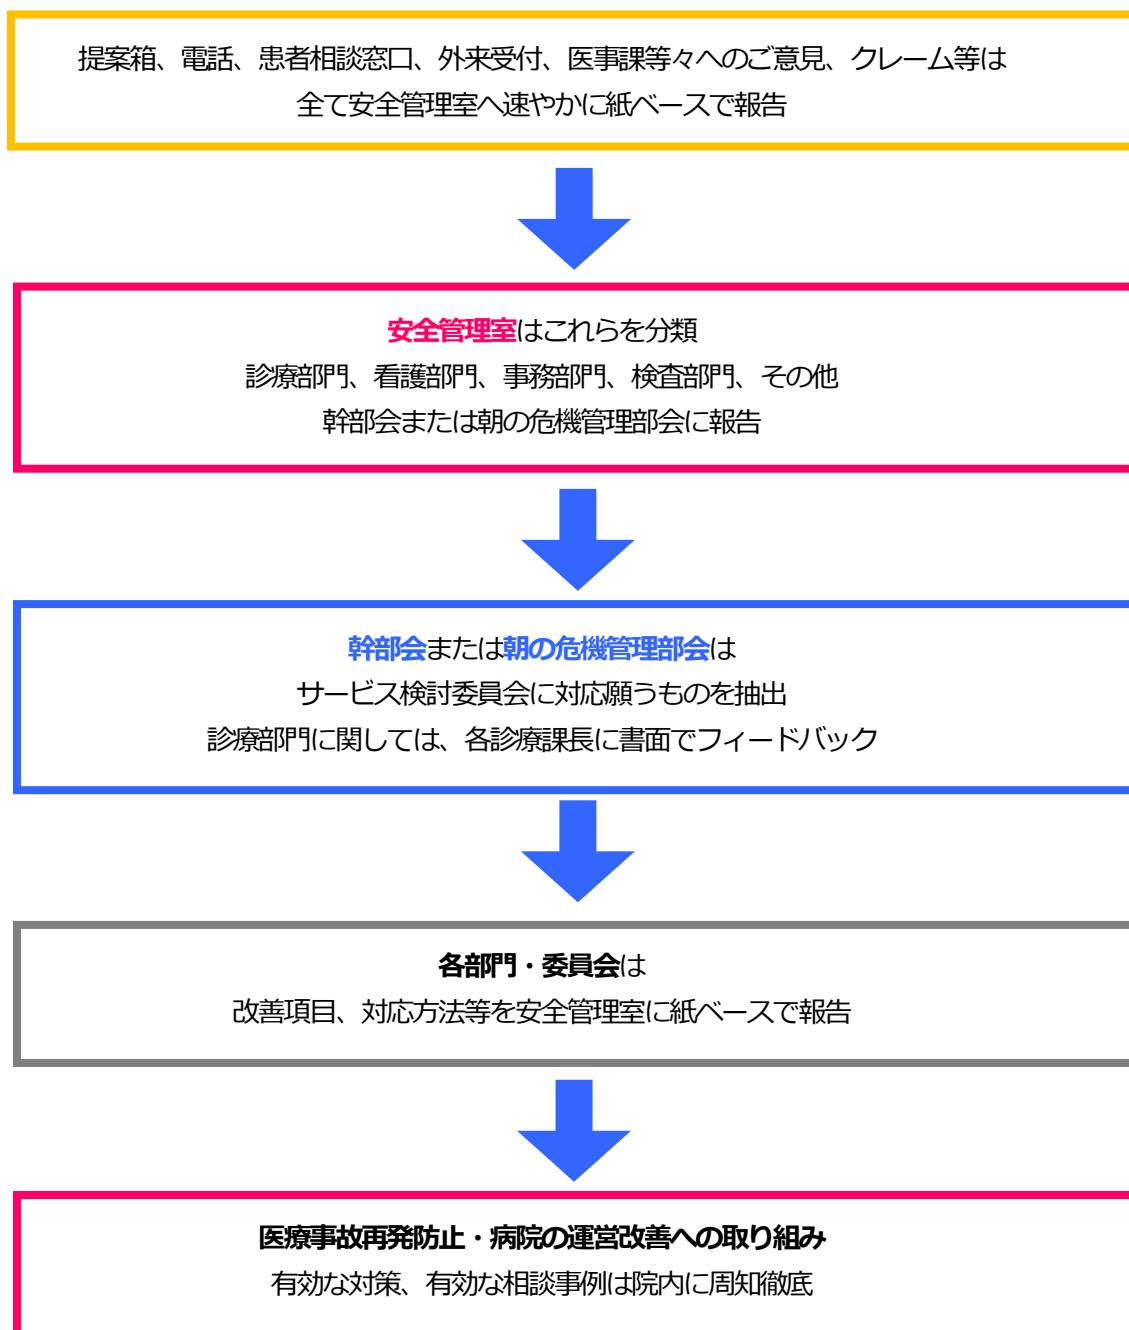 提案箱、電話、患者相談窓口、外来受付、医事課等々へのご意見、クレーム等は
全て安全管理室へ速やかに紙ベースで報告
安全管理室はこれらを分類
診療部門、看護部門、事務部門、検査部門、その他
幹部会または朝の危機管理部会に報告
幹部会または朝の危機管理部会は
サービス検討委員会に対応願うものを抽出
診療部門に関しては、各診療課長に書面でフィードバック
各部門・委員会は
改善項目、対応方法等を安全管理室に紙ベースで報告
医療事故再発防止・病院の運営改善への取り組み
有効な対策、有効な相談事例は院内に周知徹底